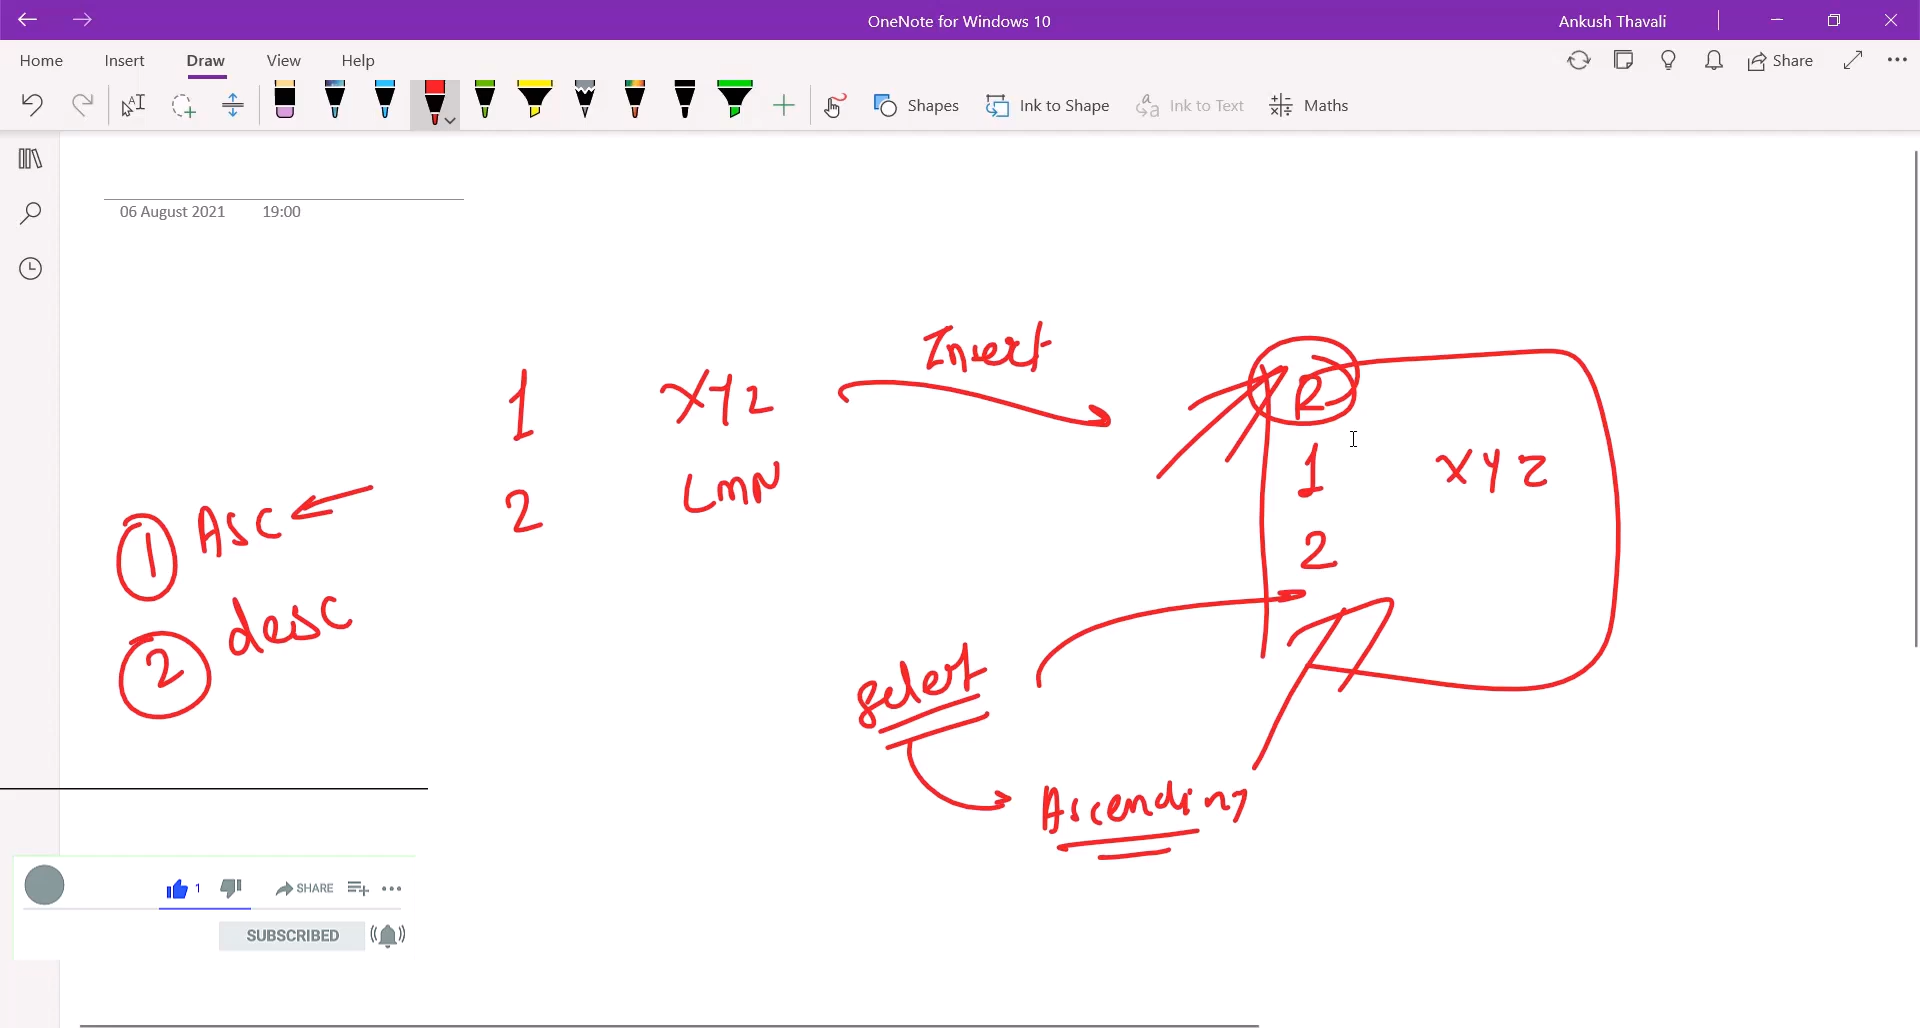 OneNote for Windows 10
Ankush Thavali
Home Insert Draw View Help
Share
Shapes Ink to Shape Ink to Text Maths
06 August 2021 19:00
Insert
1 XYZ
R
2 LMN
1 XYZ
1 Asc
2
2 desc
select
Ascending
1 SHARE
SUBSCRIBED